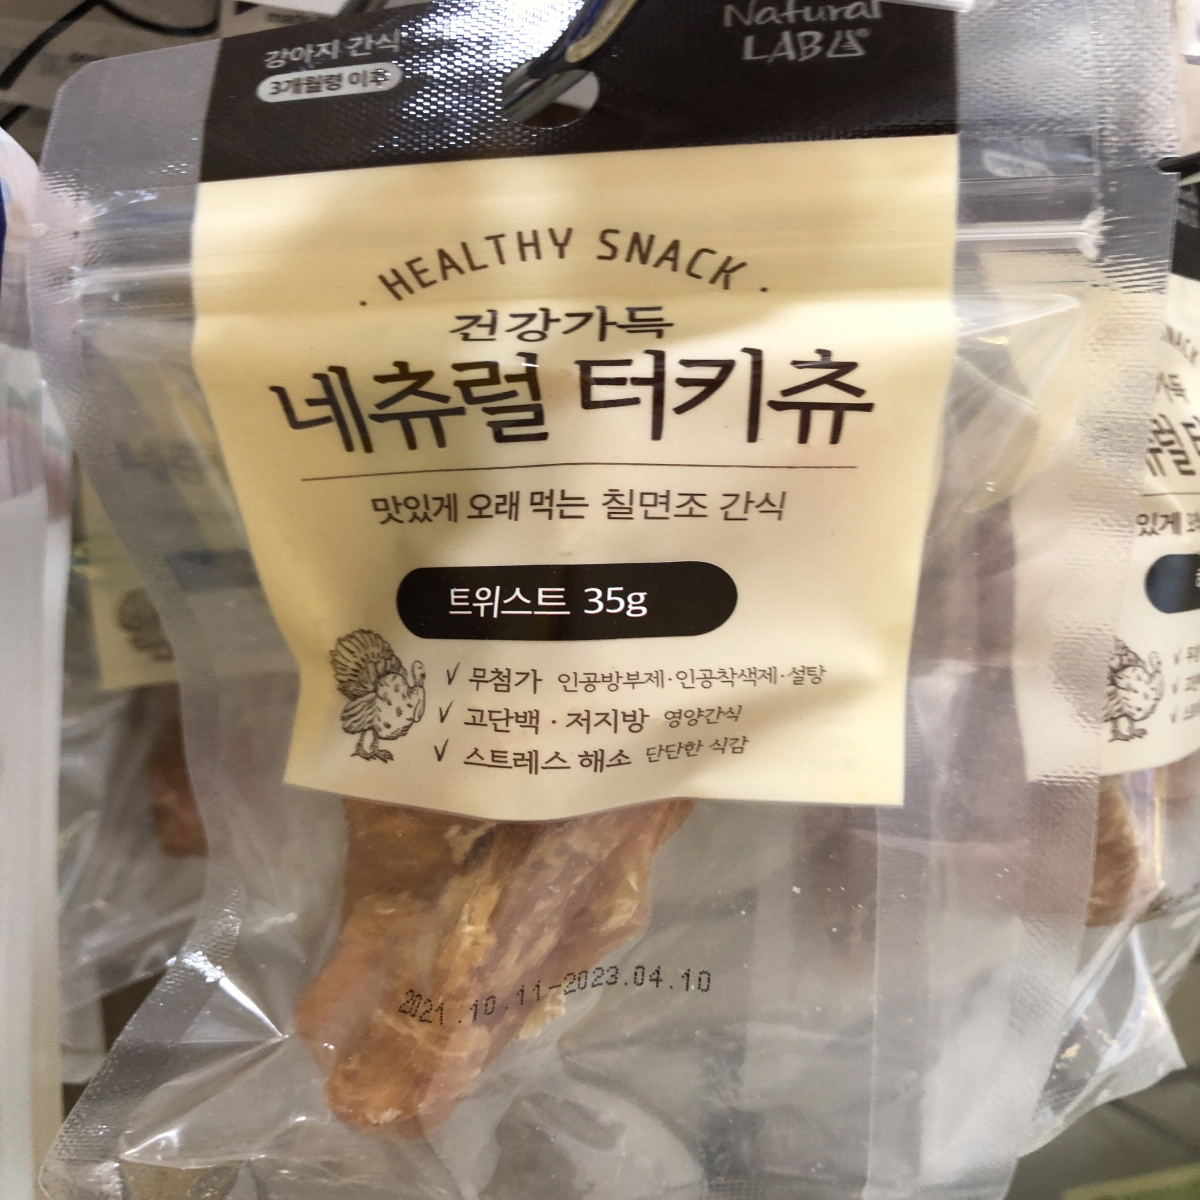 강아지 간식
3개월령 이후
Natural
LAB
· HEALTHY SNACK ·
건강가득
네츄럴 터키츄
맛있게 오래 먹는 칠면조 간식
트위스트 35g
√ 무첨가 인공방부제·인공착색제·설탕
√ 고단백 · 저지방 영양간식
√ 스트레스 해소 단단한 식감
2021.10.11-2023.04.10